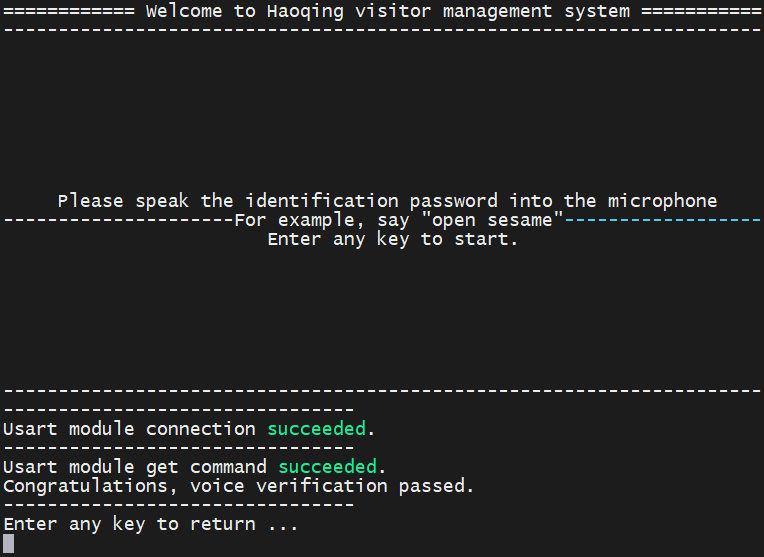 ============ Welcome to Haoqing visitor management system ===========
---------------------------------------------------------------------
Please speak the identification password into the microphone
---------------------For example, say "open sesame"------------------
Enter any key to start.
---------------------------------------------------------------------
--------------------------------
Usart module connection succeeded.
--------------------------------
Usart module get command succeeded.
Congratulations, voice verification passed.
--------------------------------
Enter any key to return ...